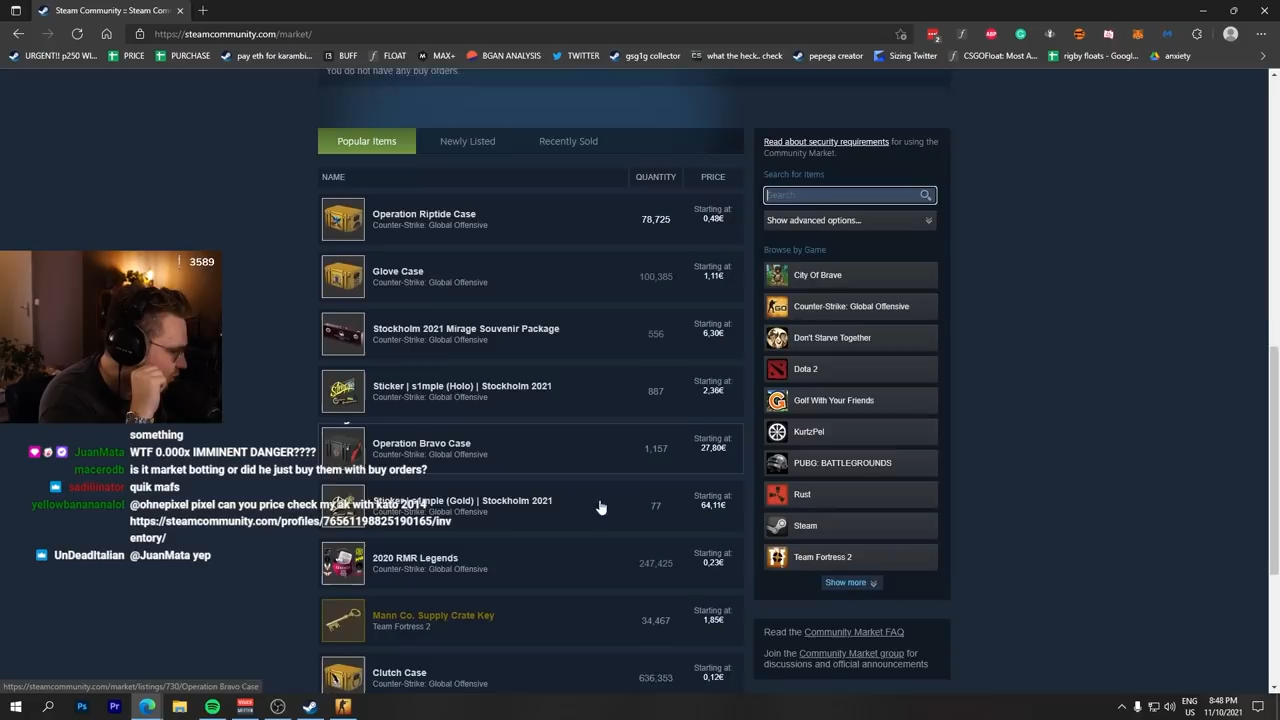 Steam Community :: Steam Comm
https://steamcommunity.com/market/
URGENT!! p250 WI...
PRICE
PURCHASE
pay eth for karambi...
BUFF
FLOAT
MAX+
BGAN ANALYSIS
TWITTER
gsg1g collector
what the heck.. check
pepega creator
Sizing Twitter
CSGOFloat: Most A...
rigby floats - Googl...
anxiety
You do not have any buy orders.
Popular Items
Newly Listed
Recently Sold
NAME
QUANTITY
PRICE
Operation Riptide Case
Counter-Strike: Global Offensive
78,725
Starting at:
0,48€
Glove Case
Counter-Strike: Global Offensive
100,385
Starting at:
1,11€
Stockholm 2021 Mirage Souvenir Package
Counter-Strike: Global Offensive
556
Starting at:
6,30€
Sticker | s1mple (Holo) | Stockholm 2021
Counter-Strike: Global Offensive
887
Starting at:
2,36€
Operation Bravo Case
Counter-Strike: Global Offensive
1,157
Starting at:
27,80€
Sticker | s1mple (Gold) | Stockholm 2021
Counter-Strike: Global Offensive
77
Starting at:
64,11€
2020 RMR Legends
Counter-Strike: Global Offensive
247,425
Starting at:
0,23€
Mann Co. Supply Crate Key
Team Fortress 2
34,467
Starting at:
1,85€
Clutch Case
Counter-Strike: Global Offensive
636,353
Starting at:
0,12€
Read about security requirements for using the
Community Market.
Search for Items
Search
Show advanced options...
Browse by Game
City Of Brave
Counter-Strike: Global Offensive
Don't Starve Together
Dota 2
Golf With Your Friends
KurtzPel
PUBG: BATTLEGROUNDS
Rust
Steam
Team Fortress 2
Show more
Read the Community Market FAQ
Join the Community Market group for
discussions and official announcements
3589
something
JuanMata WTF 0.000x IMMINENT DANGER????
macerodb is it market botting or did he just buy them with buy orders?
sadillinator quik mafs
yellowbanananalol @ohnepixel pixel can you price check my ak with kato 2014
https://steamcommunity.com/profiles/76561198825190165/inv
entory/
UnDeadItalian @JuanMata yep
https://steamcommunity.com/market/listings/730/Operation Bravo Case
ENG
US
8:48 PM
11/10/2021